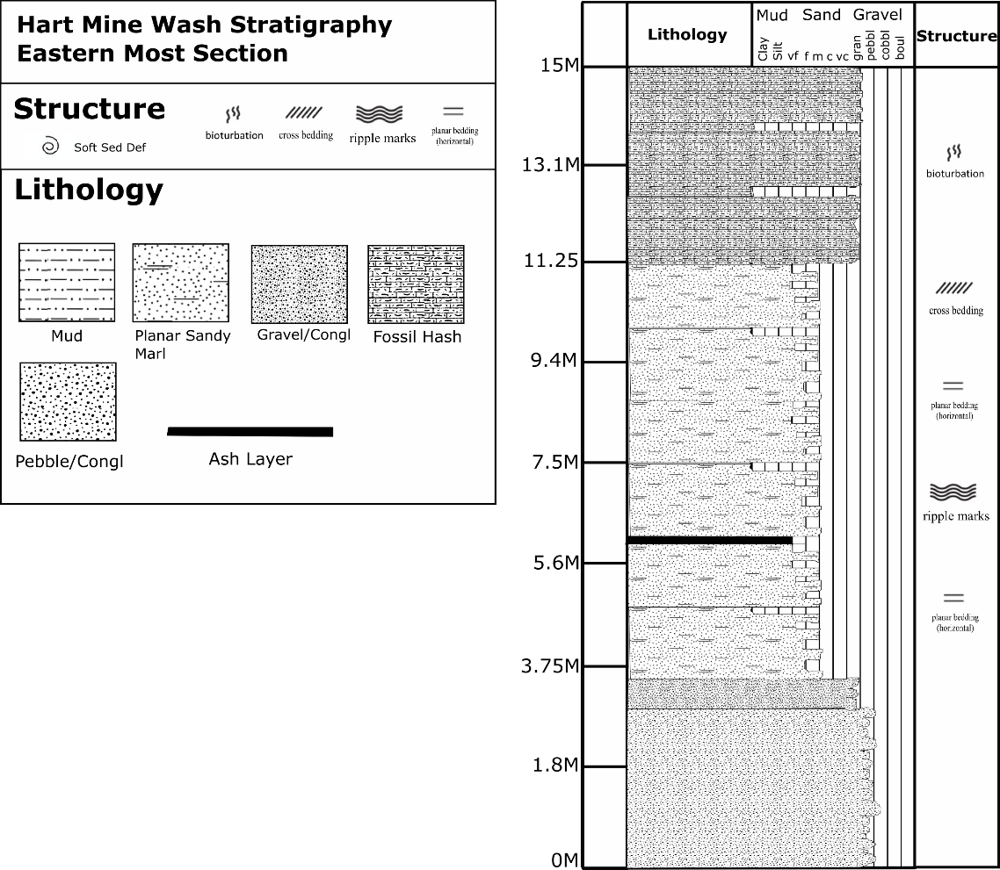 Hart Mine Wash Stratigraphy
Eastern Most Section
Structure
bioturbation
cross bedding
ripple marks
planar bedding
(horizontal)
Soft Sed Def
Lithology
Mud
Planar Sandy
Marl
Gravel/Congl
Fossil Hash
Pebble/Congl
Ash Layer
Lithology
Mud Sand Gravel
Clay
Silt
vf f m c vc
gran
pebbl
cobbl
boul
Structure
15M
13.1M
11.25
9.4M
7.5M
5.6M
3.75M
1.8M
0M
bioturbation
cross bedding
planar bedding
(horizontal)
ripple marks
planar bedding
(horizontal)